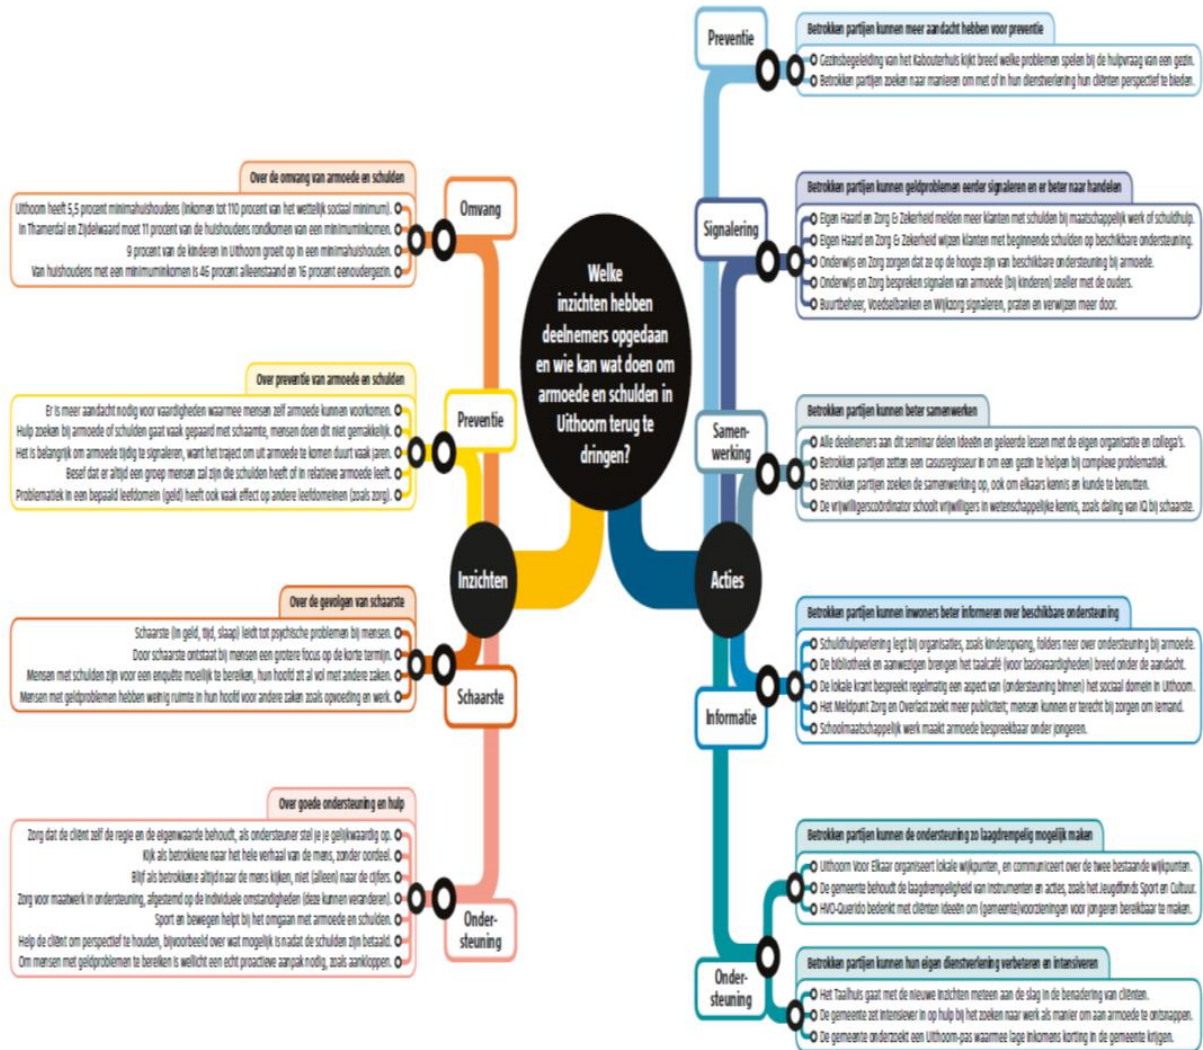 Welke
inzichten hebben
deelnemers opgedaan
en wie kan wat doen om
armoede en schulden in
Uithoorn terug te
dringen?
Inzichten
Omvang
Over de omvang van armoede en schulden
Uithoorn heeft 5,5 procent minimahuishoudens (inkomen tot 110 procent van het wettelijk sociaal minimum).
In Thamerdal en Zijdelwaard moet 11 procent van de huishoudens rondkomen van een minimuminkomen.
9 procent van de kinderen in Uithoorn groeit op in een minimahuishouden.
Van huishoudens met een minimuminkomen is 46 procent alleenstaand en 16 procent eenoudergezin.
Preventie
Over preventie van armoede en schulden
Er is meer aandacht nodig voor vaardigheden waarmee mensen zelf armoede kunnen voorkomen.
Hulp zoeken bij armoede of schulden gaat vaak gepaard met schaamte, mensen doen dit niet gemakkelijk.
Het is belangrijk om armoede tijdig te signaleren, want het traject om uit armoede te komen duurt vaak jaren.
Besef dat er altijd een groep mensen zal zijn die schulden heeft of in relatieve armoede leeft.
Problematiek in een bepaald leefdomein (geld) heeft ook vaak effect op andere leefdomeinen (zoals zorg).
Schaarste
Over de gevolgen van schaarste
Schaarste (in geld, tijd, slaap) leidt tot psychische problemen bij mensen.
Door schaarste ontstaat bij mensen een grotere focus op de korte termijn.
Mensen met schulden zijn voor een enquête moeilijk te bereiken, hun hoofd zit al vol met andere zaken.
Mensen met geldproblemen hebben weinig ruimte in hun hoofd voor andere zaken zoals opvoeding en werk.
Onder-
steuning
Over goede ondersteuning en hulp
Zorg dat de cliënt zelf de regie en de eigenwaarde behoudt, als ondersteuner stel je je gelijkwaardig op.
Kijk als betrokkene naar het hele verhaal van de mens, zonder oordeel.
Blijf als betrokkene altijd naar de mens kijken, niet (alleen) naar de cijfers.
Zorg voor maatwerk in ondersteuning, afgestemd op de individuele omstandigheden (deze kunnen veranderen).
Sport en bewegen helpt bij het omgaan met armoede en schulden.
Help de cliënt om perspectief te houden, bijvoorbeeld over wat mogelijk is nadat de schulden zijn betaald.
Om mensen met geldproblemen te bereiken is wellicht een echt proactieve aanpak nodig, zoals aankloppen.
Acties
Preventie
Betrokken partijen kunnen meer aandacht hebben voor preventie
Gezinsbegeleiding van het Kabouterhuis kijkt breed welke problemen spelen bij de hulpvraag van een gezin.
Betrokken partijen zoeken naar manieren om met of in hun dienstverlening hun cliënten perspectief te bieden.
Signalering
Betrokken partijen kunnen geldproblemen eerder signaleren en er beter naar handelen
Eigen Haard en Zorg & Zekerheid melden meer klanten met schulden bij maatschappelijk werk of schuldhulp.
Eigen Haard en Zorg & Zekerheid wijzen klanten met beginnende schulden op beschikbare ondersteuning.
Onderwijs en Zorg zorgen dat ze op de hoogte zijn van beschikbare ondersteuning bij armoede.
Onderwijs en Zorg bespreken signalen van armoede (bij kinderen) sneller met de ouders.
Buurtbeheer, Voedselbanken en Wijkzorg signaleren, praten en verwijzen meer door.
Samen-
werking
Betrokken partijen kunnen beter samenwerken
Alle deelnemers aan dit seminar delen ideeën en geleerde lessen met de eigen organisatie en collega's.
Betrokken partijen zetten een casusregisseur in om een gezin te helpen bij complexe problematiek.
Betrokken partijen zoeken de samenwerking op, ook om elkaars kennis en kunde te benutten.
De vrijwilligerscoördinator schoolt vrijwilligers in wetenschappelijke kennis, zoals daling van IQ bij schaarste.
Informatie
Betrokken partijen kunnen inwoners beter informeren over beschikbare ondersteuning
Schuldhulpverlening legt bij organisaties, zoals kinderopvang, folders neer over ondersteuning bij armoede.
De bibliotheek en aanwezigen brengen het taalcafé (voor basisvaardigheden) breed onder de aandacht.
De lokale krant bespreekt regelmatig een aspect van (ondersteuning binnen) het sociaal domein in Uithoorn.
Het Meldpunt Zorg en Overlast zoekt meer publiciteit; mensen kunnen er terecht bij zorgen om iemand.
Schoolmaatschappelijk werk maakt armoede bespreekbaar onder jongeren.
Onder-
steuning
Betrokken partijen kunnen de ondersteuning zo laagdrempelig mogelijk maken
Uithoorn Voor Elkaar organiseert lokale wijkpunten, en communiceert over de twee bestaande wijkpunten.
De gemeente behoudt de laagdrempeligheid van instrumenten en acties, zoals het Jeugdfonds Sport en Cultuur.
HVO-Querido bedenkt met cliënten ideeën om (gemeente)voorzieningen voor jongeren bereikbaar te maken.
Betrokken partijen kunnen hun eigen dienstverlening verbeteren en intensiveren
Het Taalhuis gaat met de nieuwe inzichten meteen aan de slag in de benadering van cliënten.
De gemeente zet intensiever in op hulp bij het zoeken naar werk als manier om aan armoede te ontsnappen.
De gemeente onderzoekt een Uithoorn-pas waarmee lage inkomens korting in de gemeente krijgen.